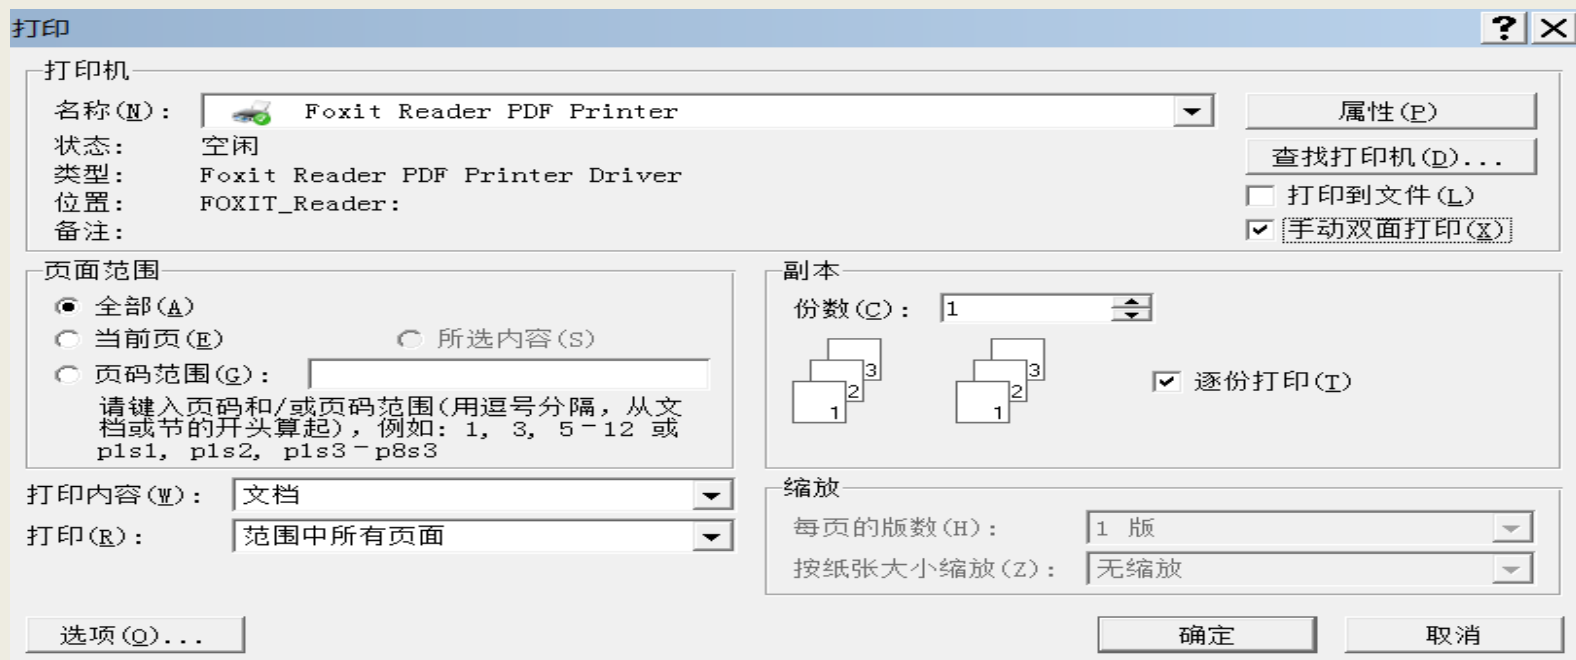 打印
打印机
名称(N)： Foxit Reader PDF Printer 属性(P)
状态： 空闲 查找打印机(D)...
类型： Foxit Reader PDF Printer Driver
位置： FOXIT_Reader: 打印到文件(L)
备注： 手动双面打印(X)
页面范围
全部(A)
当前页(E) 所选内容(S)
页码范围(G)：
请键入页码和/或页码范围(用逗号分隔，从文
档或节的开头算起)，例如: 1, 3, 5-12 或
p1s1, p1s2, p1s3-p8s3
副本
份数(C)： 1
1 2 3
1 2 3
逐份打印(T)
打印内容(W)： 文档
打印(R)： 范围中所有页面
缩放
每页的版数(H)： 1 版
按纸张大小缩放(Z)： 无缩放
选项(O)... 确定 取消